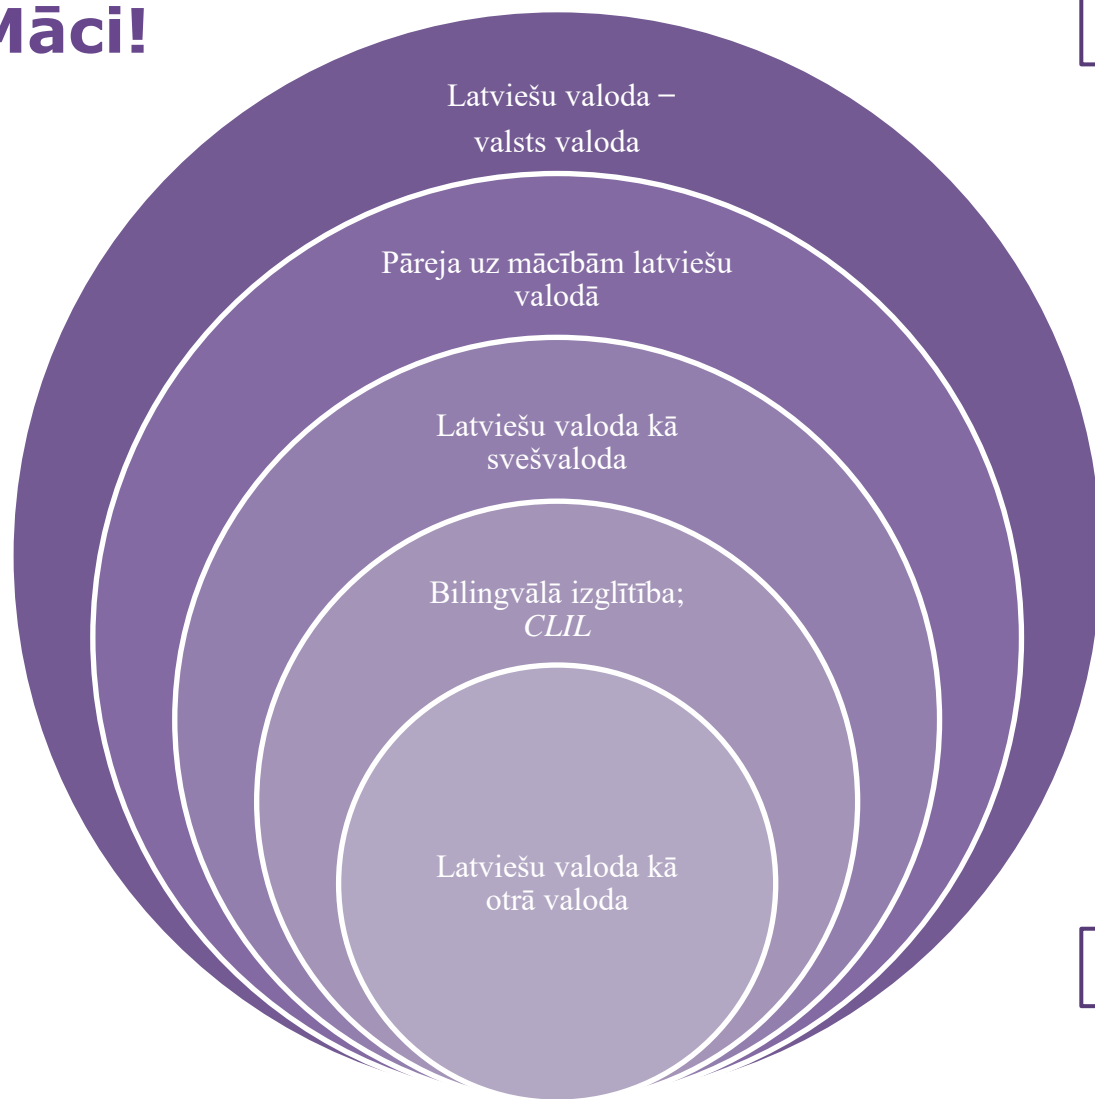 Māci!
Latviešu valoda –
valsts valoda
Pāreja uz mācībām latviešu
valodā
Latviešu valoda kā
svešvaloda
Bilingvālā izglītība;
CLIL
Latviešu valoda kā
otrā valoda